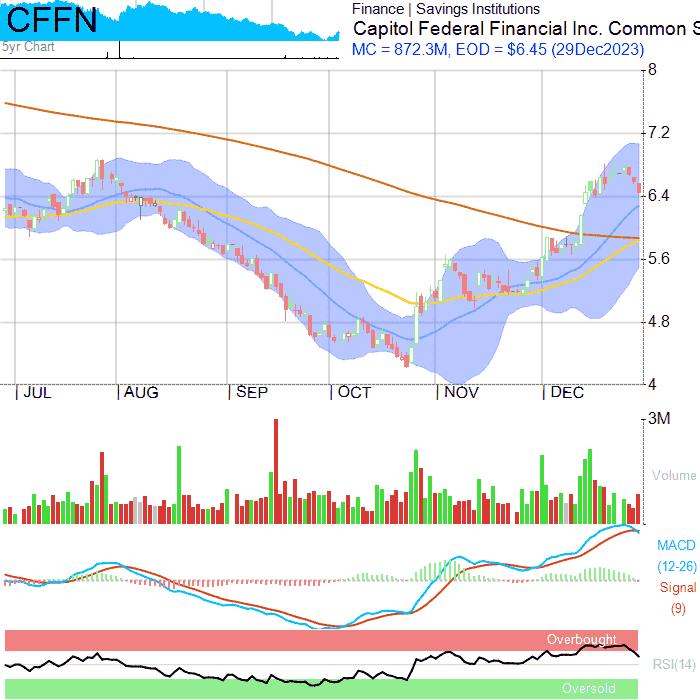 CFFN
5yr Chart
Finance | Savings Institutions
Capitol Federal Financial Inc. Common S
MC = 872.3M, EOD = $6.45 (29Dec2023)
8
7.2
6.4
5.6
4.8
4
JUL AUG SEP OCT NOV DEC
3M
Volume
MACD
(12-26)
Signal
(9)
Overbought
RSI(14)
Oversold